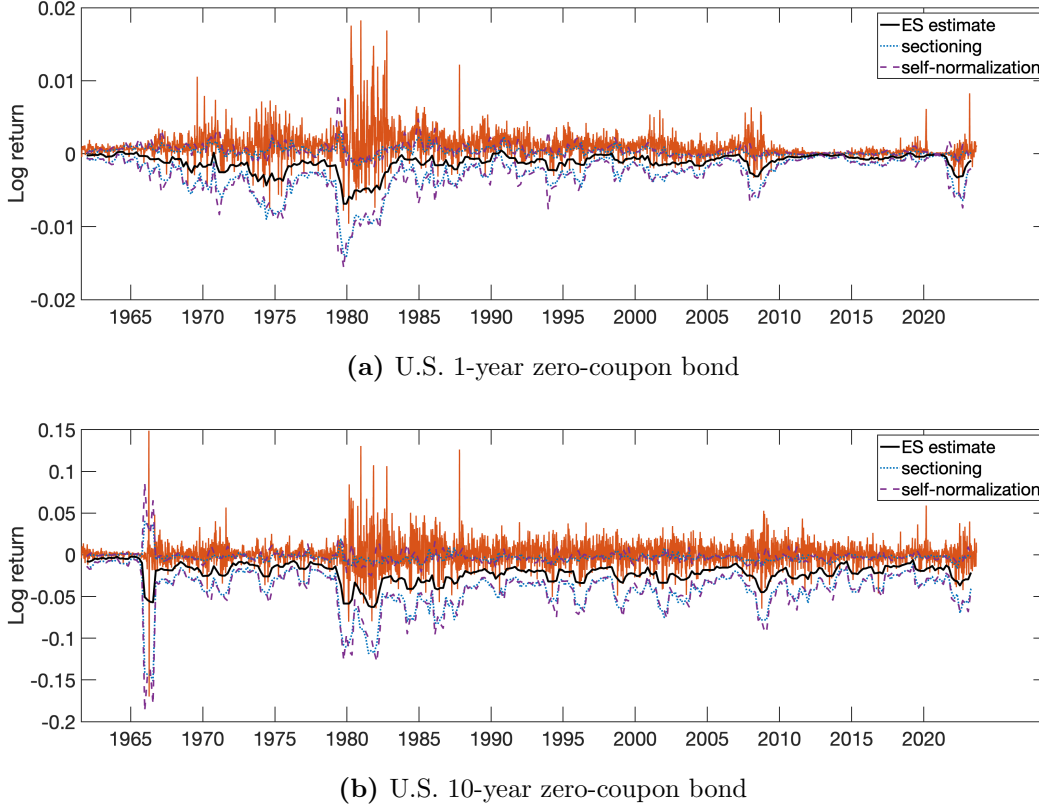 0.02
0.01
0
-0.01
-0.02
Log return
ES estimate
sectioning
self-normalization
1965 1970 1975 1980 1985 1990 1995 2000 2005 2010 2015 2020
(a) U.S. 1-year zero-coupon bond
0.15
0.1
0.05
0
-0.05
-0.1
-0.15
-0.2
Log return
ES estimate
sectioning
self-normalization
1965 1970 1975 1980 1985 1990 1995 2000 2005 2010 2015 2020
(b) U.S. 10-year zero-coupon bond